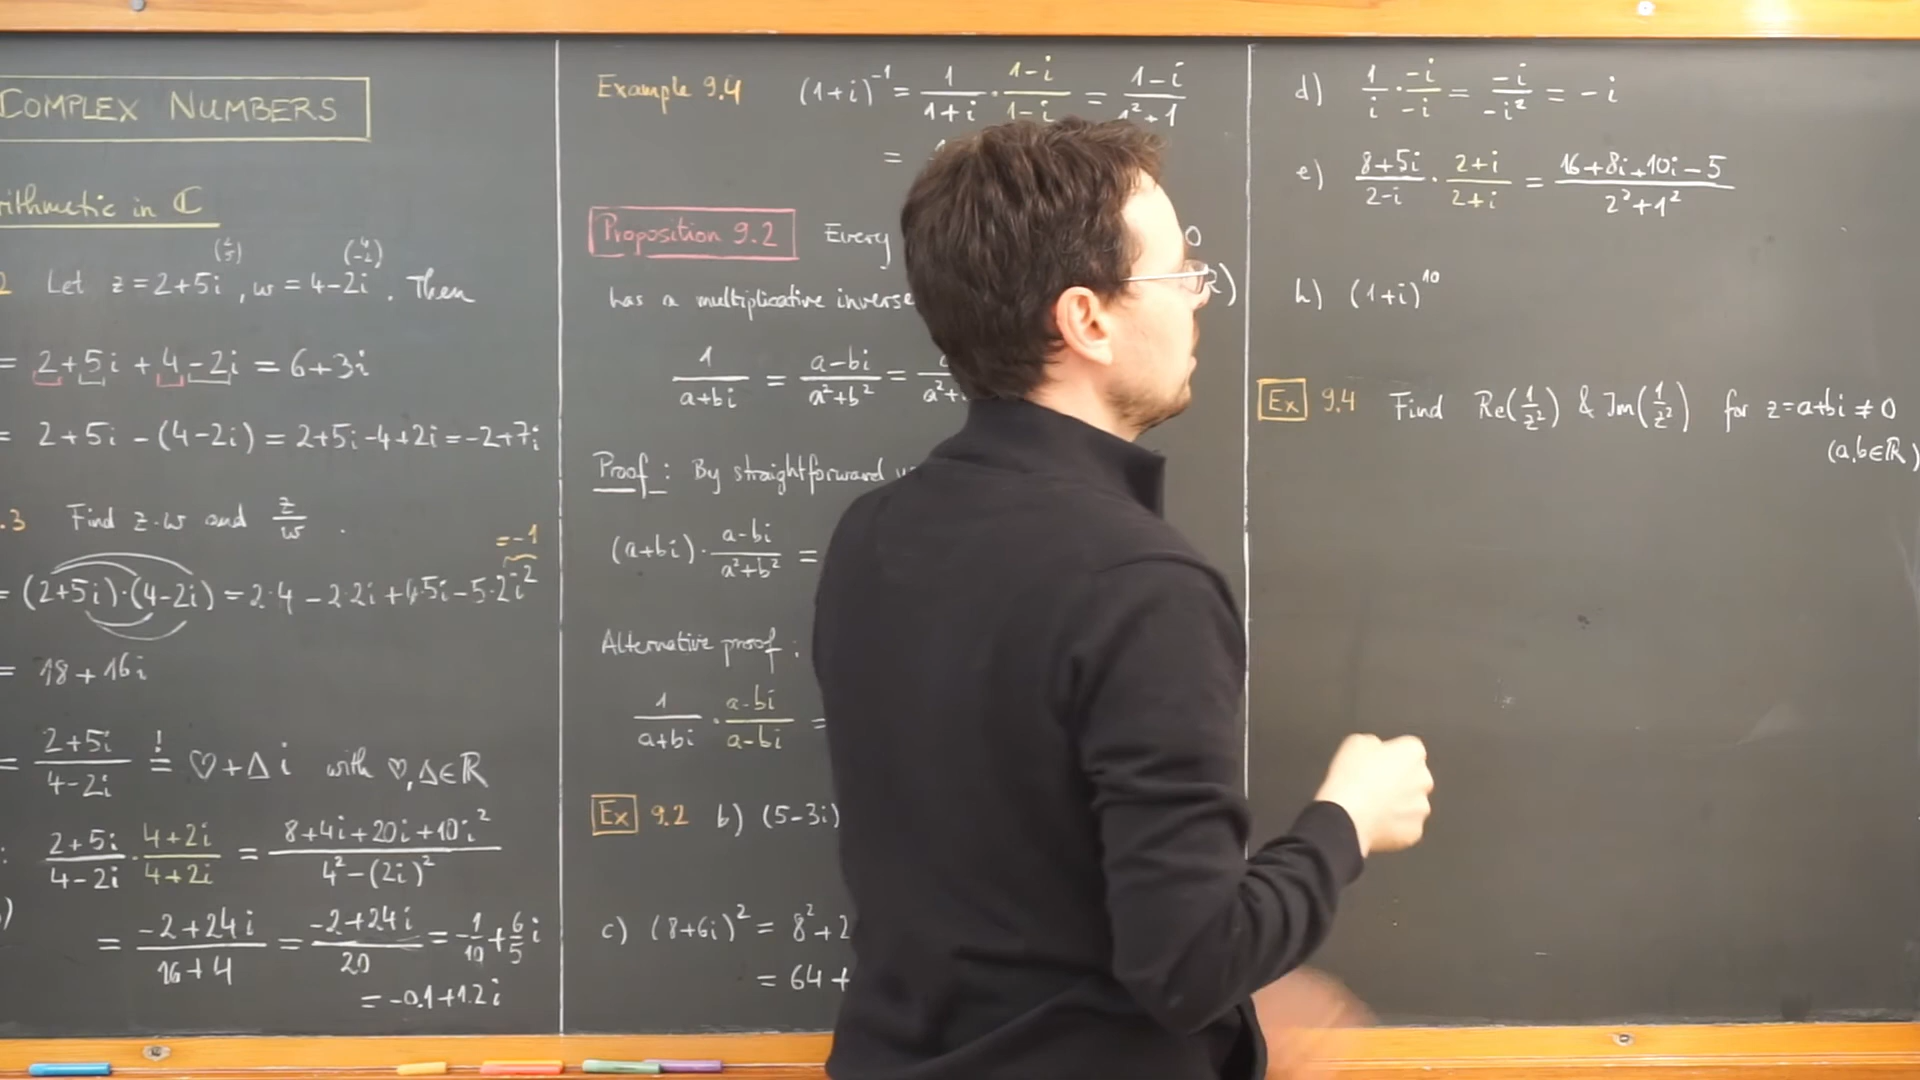 COMPLEX NUMBERS
in ℂ
(2 5) (4 -2)
2 Let z = 2+5i , w = 4-2i . Then
= 2+5i + 4-2i = 6+3i
= 2+5i - (4-2i) = 2+5i-4+2i = -2+7i
.3 Find z·w and z/w .
= -1
= (2+5i)·(4-2i) = 2·4 - 2·2i + 4·5i - 5·2i²
= 18 + 16i
= (2+5i)/(4-2i) =! ♡ + Δ i with ♡, Δ ∈ ℝ
: (2+5i)/(4-2i) · (4+2i)/(4+2i) = (8+4i+20i+10i²)/(4²-(2i)²)
) = (-2+24i)/(16+4) = (-2+24i)/20 = -1/10 + 6/5 i
= -0.1+1.2i
Example 9.4 (1+i)⁻¹ = 1/(1+i) · (1-i)/(1-i) = (1-i)/(1²+1
=
Proposition 9.2 Every 0
has a multiplicative inverse )
1/(a+bi) = (a-bi)/(a²+b²) =
Proof : By straightforward
(a+bi) · (a-bi)/(a²+b²) =
Alternative proof :
1/(a+bi) · (a-bi)/(a-bi) =
Ex 9.2 b) (5-3i)
c) (8+6i)² = 8²+2
= 64 +
d) 1/i · -i/-i = -i/-i² = -i
e) (8+5i)/(2-i) · (2+i)/(2+i) = (16+8i+10i-5)/(2²+1²)
h) (1+i)¹⁰
Ex 9.4 Find Re(1/z²) & Im(1/z²) for z=a+bi ≠ 0
(a,b∈ℝ)